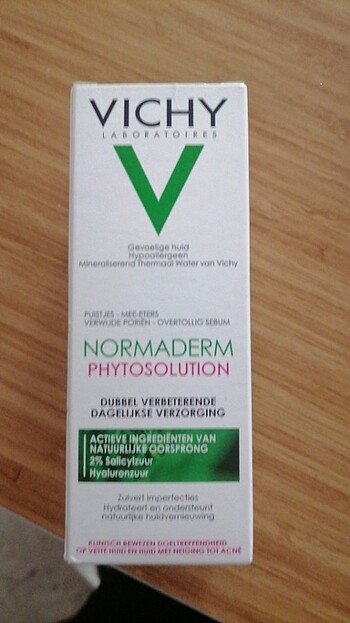 VICHY
LABORATOIRES
Gevoelige huid
Hypoallergeen
Mineraliserend Thermaal Water van Vichy
PUISTJES - MEE-ETERS
VERWIJDE PORIËN - OVERTOLLIG SEBUM
NORMADERM
PHYTOSOLUTION
DUBBEL VERBETERENDE
DAGELIJKSE VERZORGING
ACTIEVE INGREDIËNTEN VAN
NATUURLIJKE OORSPRONG
2% Salicylzuur
Hyaluronzuur
Zuivert imperfecties
Hydrateert en ondersteunt
natuurlijke huidvernieuwing
KLINISCH BEWEZEN DOELTREFFENDHEID
OP VETTE HUID EN HUID MET NEIGING TOT ACNÉ